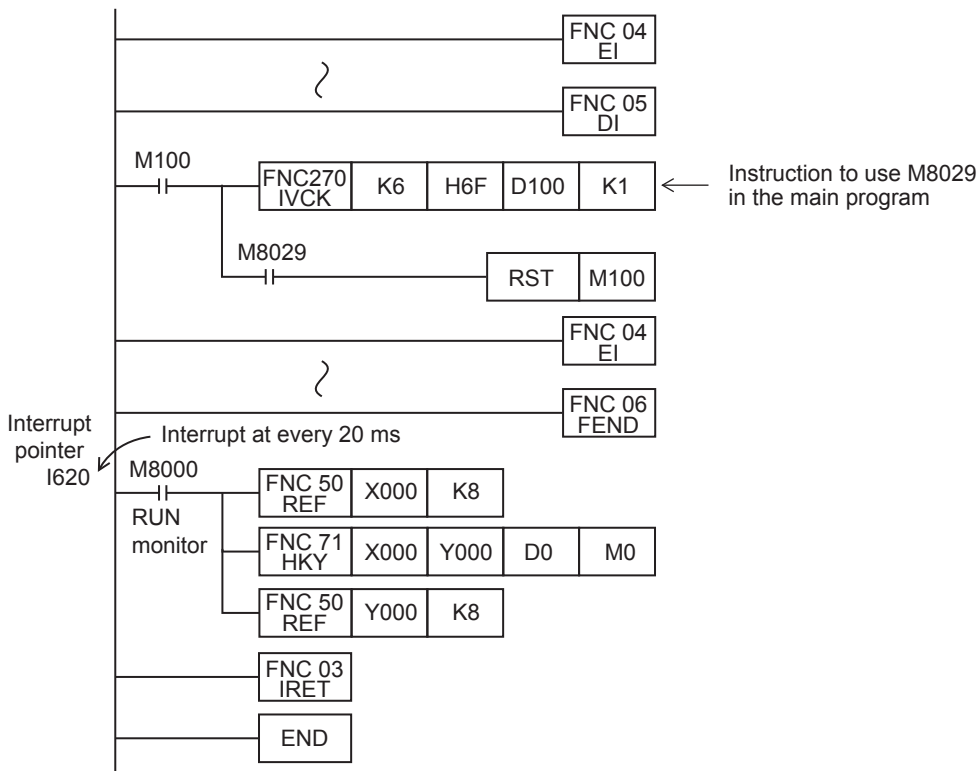 FNC 04
EI
FNC 05
DI
M100
FNC270
IVCK
K6
H6F
D100
K1
Instruction to use M8029
in the main program
M8029
RST
M100
FNC 04
EI
FNC 06
FEND
Interrupt
pointer
I620
Interrupt at every 20 ms
M8000
RUN
monitor
FNC 50
REF
X000
K8
FNC 71
HKY
X000
Y000
D0
M0
FNC 50
REF
Y000
K8
FNC 03
IRET
END